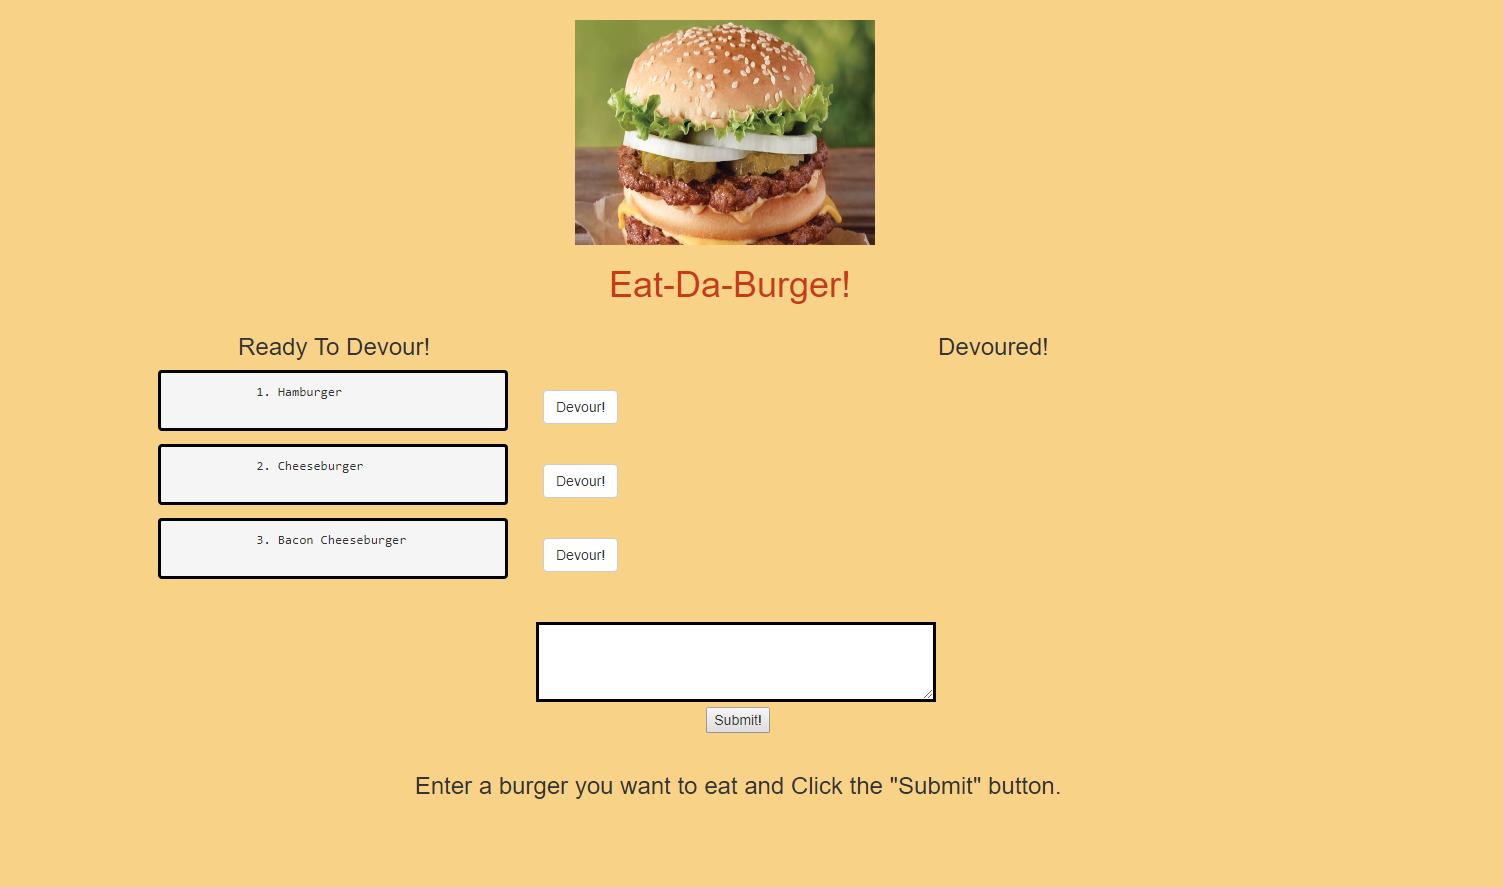 Eat-Da-Burger!
Ready To Devour!
Devoured!
1. Hamburger
Devour!
2. Cheeseburger
Devour!
3. Bacon Cheeseburger
Devour!
Submit!
Enter a burger you want to eat and Click the "Submit" button.